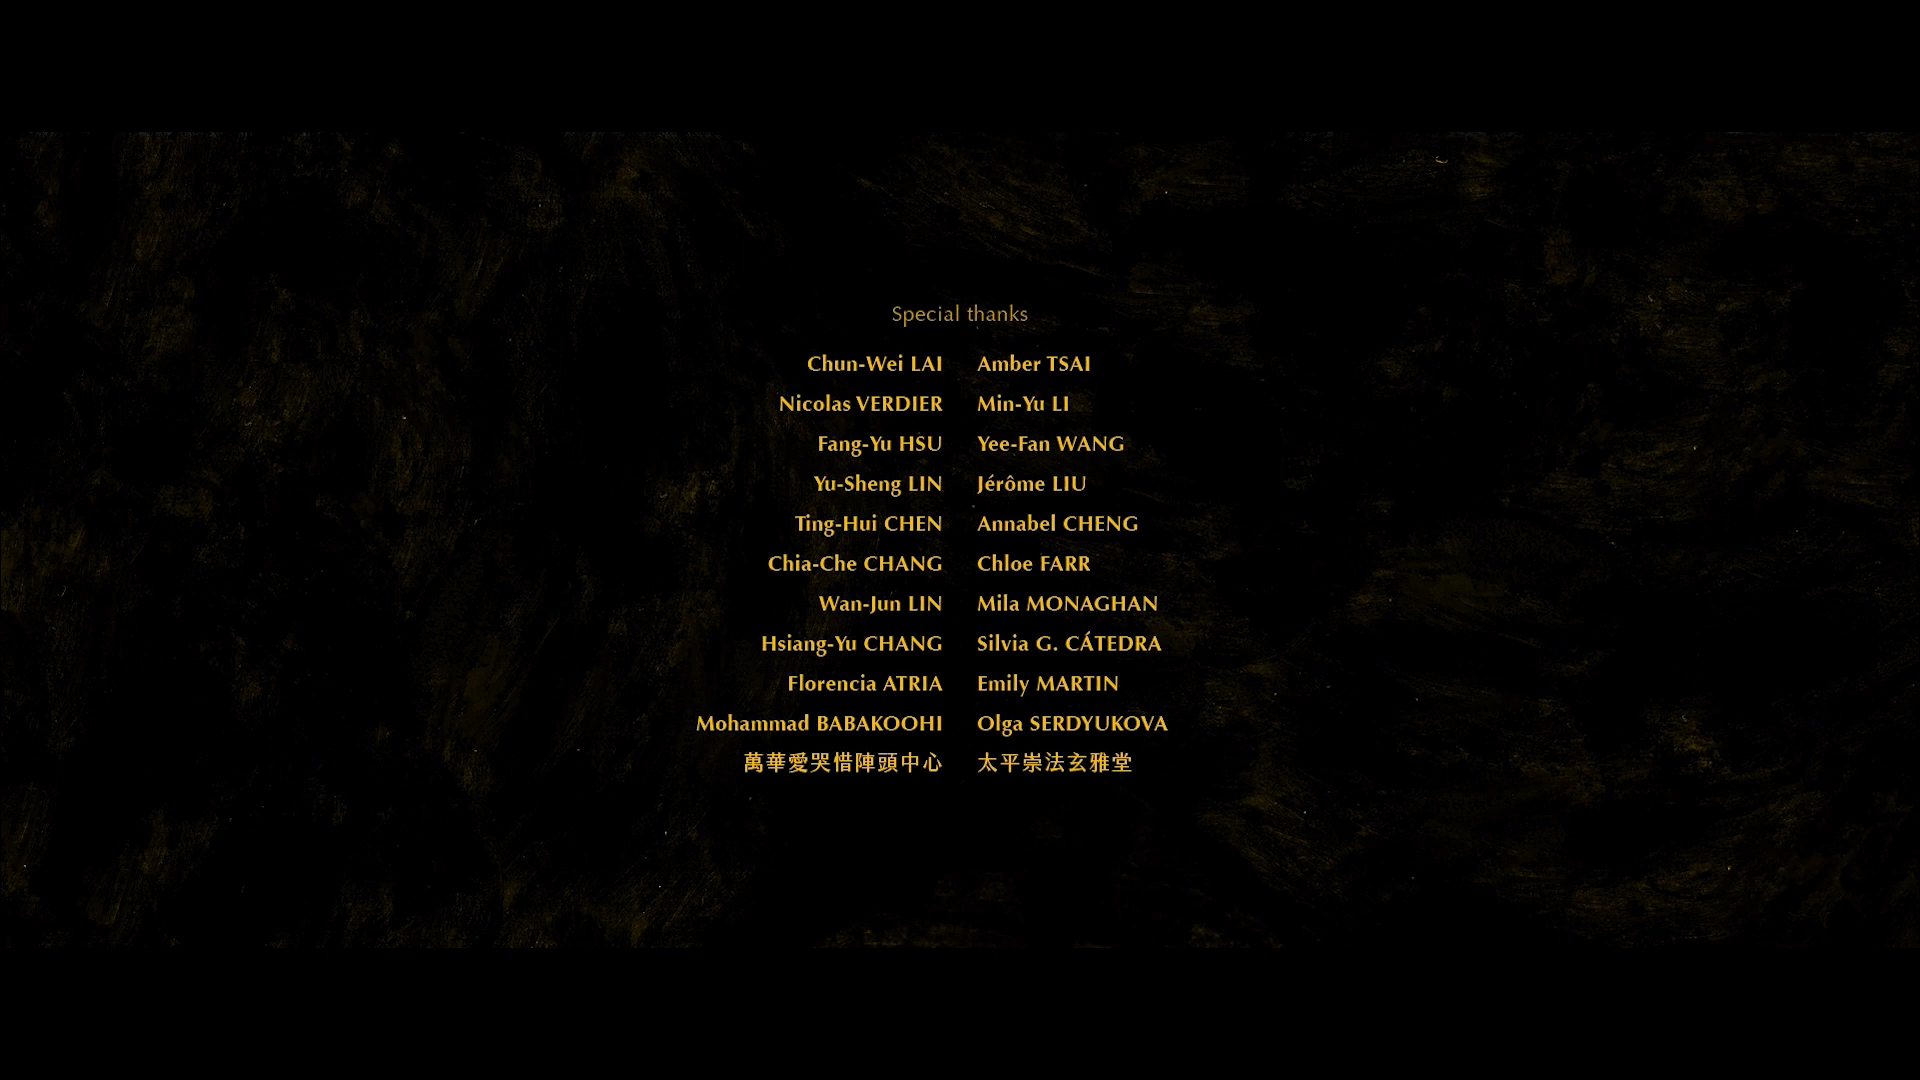 Special thanks
Chun-Wei LAI Amber TSAI
Nicolas VERDIER Min-Yu LI
Fang-Yu HSU Yee-Fan WANG
Yu-Sheng LIN Jérôme LIU
Ting-Hui CHEN Annabel CHENG
Chia-Che CHANG Chloe FARR
Wan-Jun LIN Mila MONAGHAN
Hsiang-Yu CHANG Silvia G. CÁTEDRA
Florencia ATRIA Emily MARTIN
Mohammad BABAKOOHI Olga SERDYUKOVA
萬華愛哭惜陣頭中心 太平崇法玄雅堂